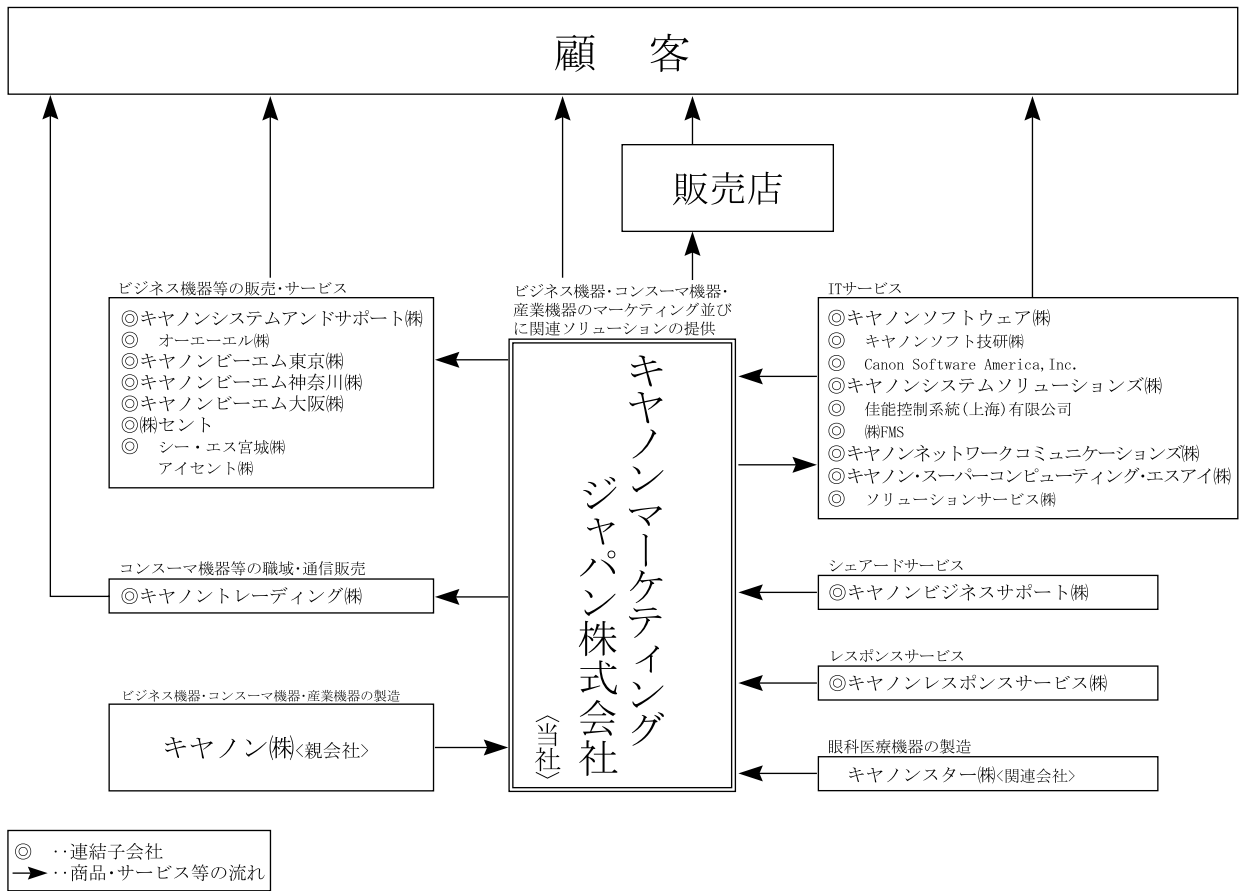 顧　客
販売店
ビジネス機器等の販売・サービス
◎キヤノンシステムアンドサポート㈱
◎　オーエーエル㈱
◎キヤノンビーエム東京㈱
◎キヤノンビーエム神奈川㈱
◎キヤノンビーエム大阪㈱
◎㈱セント
◎　シー・エス宮城㈱
アイセント㈱
コンスーマ機器等の職域・通信販売
◎キヤノントレーディング㈱
ビジネス機器・コンスーマ機器・産業機器の製造
キヤノン㈱<親会社>
ビジネス機器・コンスーマ機器・
産業機器のマーケティング並び
に関連ソリューションの提供
キヤノンマーケティング
ジャパン株式会社
〈当社〉
ITサービス
◎キヤノンソフトウェア㈱
◎　キヤノンソフト技研㈱
◎　Canon Software America,Inc.
◎キヤノンシステムソリューションズ㈱
◎　佳能控制系統(上海)有限公司
◎　㈱FMS
◎キヤノンネットワークコミュニケーションズ㈱
◎キヤノン・スーパーコンピューティング・エスアイ㈱
◎　ソリューションサービス㈱
シェアードサービス
◎キヤノンビジネスサポート㈱
レスポンスサービス
◎キヤノンレスポンスサービス㈱
眼科医療機器の製造
キヤノンスター㈱<関連会社>
◎　‥連結子会社
‥商品・サービス等の流れ